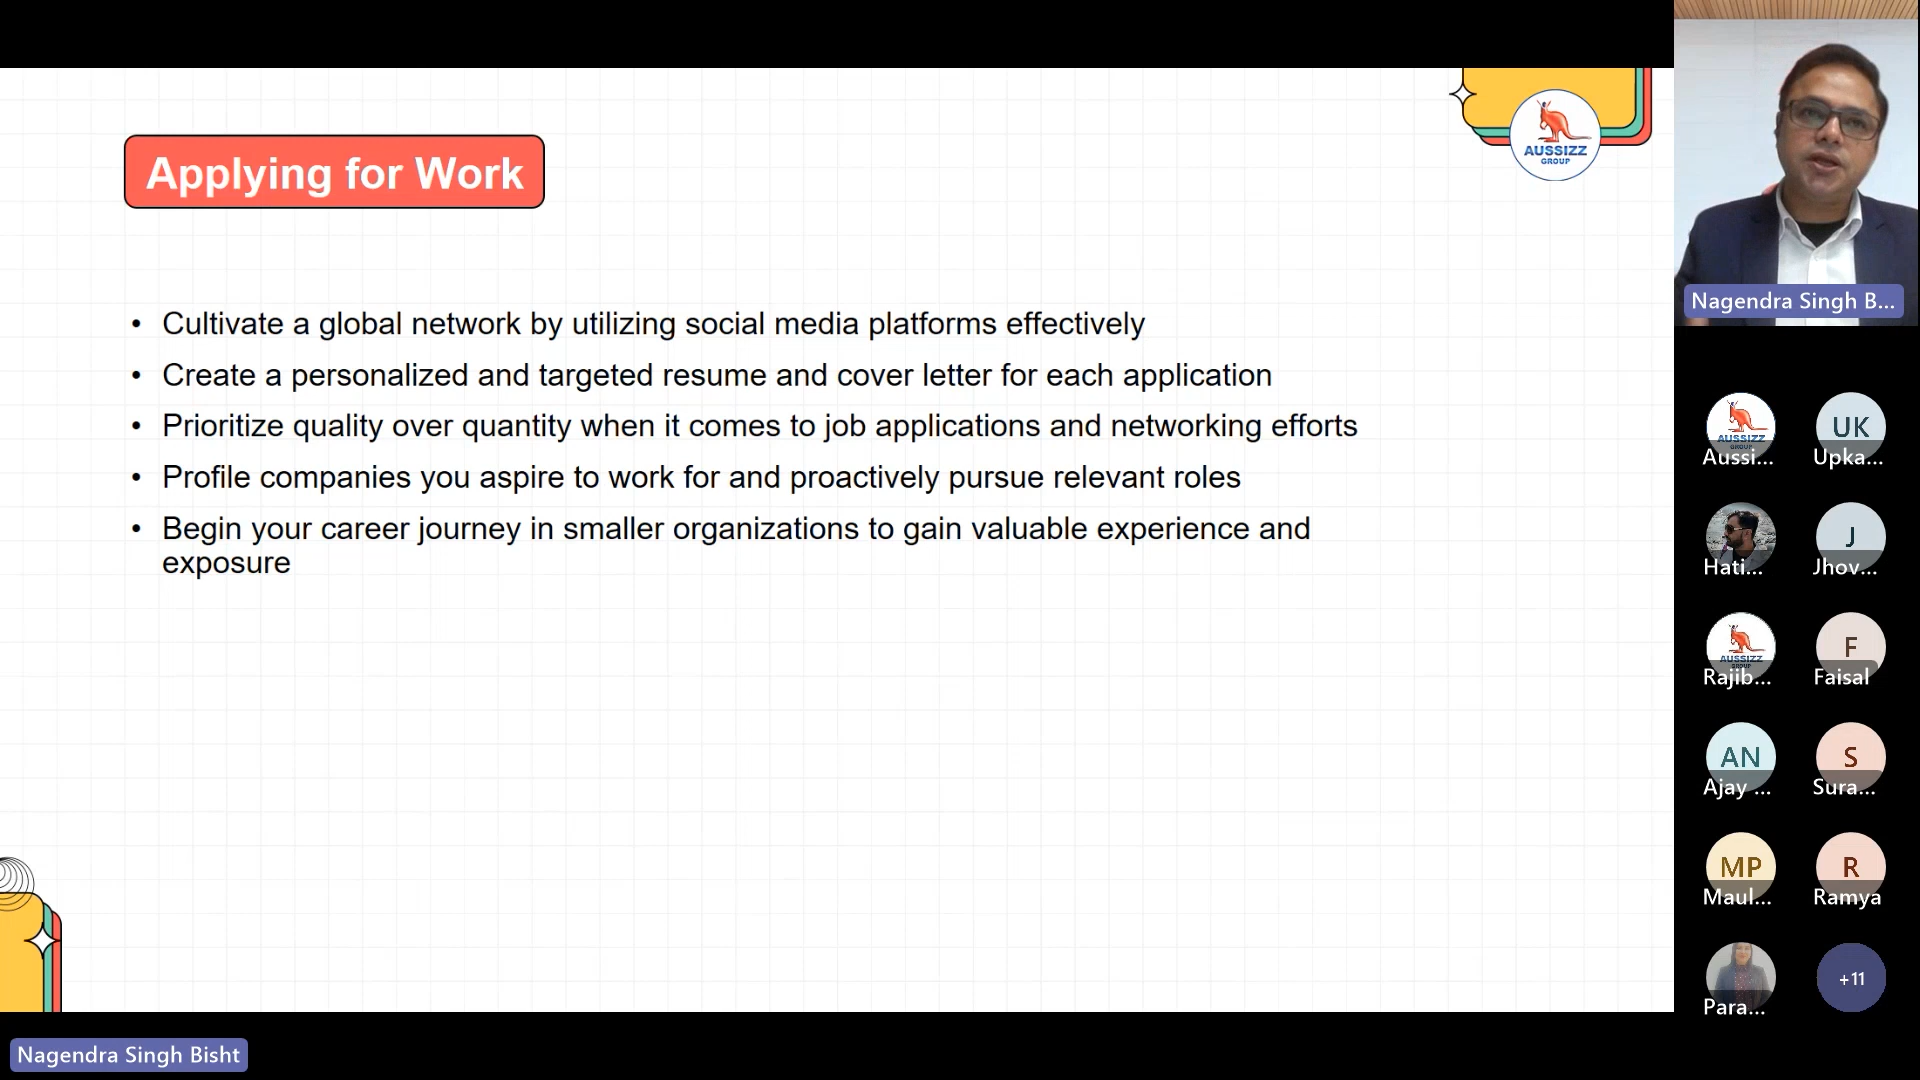 Applying for Work
AUSSIZZ
GROUP
• Cultivate a global network by utilizing social media platforms effectively
• Create a personalized and targeted resume and cover letter for each application
• Prioritize quality over quantity when it comes to job applications and networking efforts
• Profile companies you aspire to work for and proactively pursue relevant roles
• Begin your career journey in smaller organizations to gain valuable experience and
exposure
Nagendra Singh Bisht
Nagendra Singh B...
AUSSIZZ
Aussi...
UK
Upka...
Hati...
J
Jhov...
AUSSIZZ
GROUP
Rajib...
F
Faisal
AN
Ajay ...
S
Sura...
MP
Maul...
R
Ramya
Para...
+11